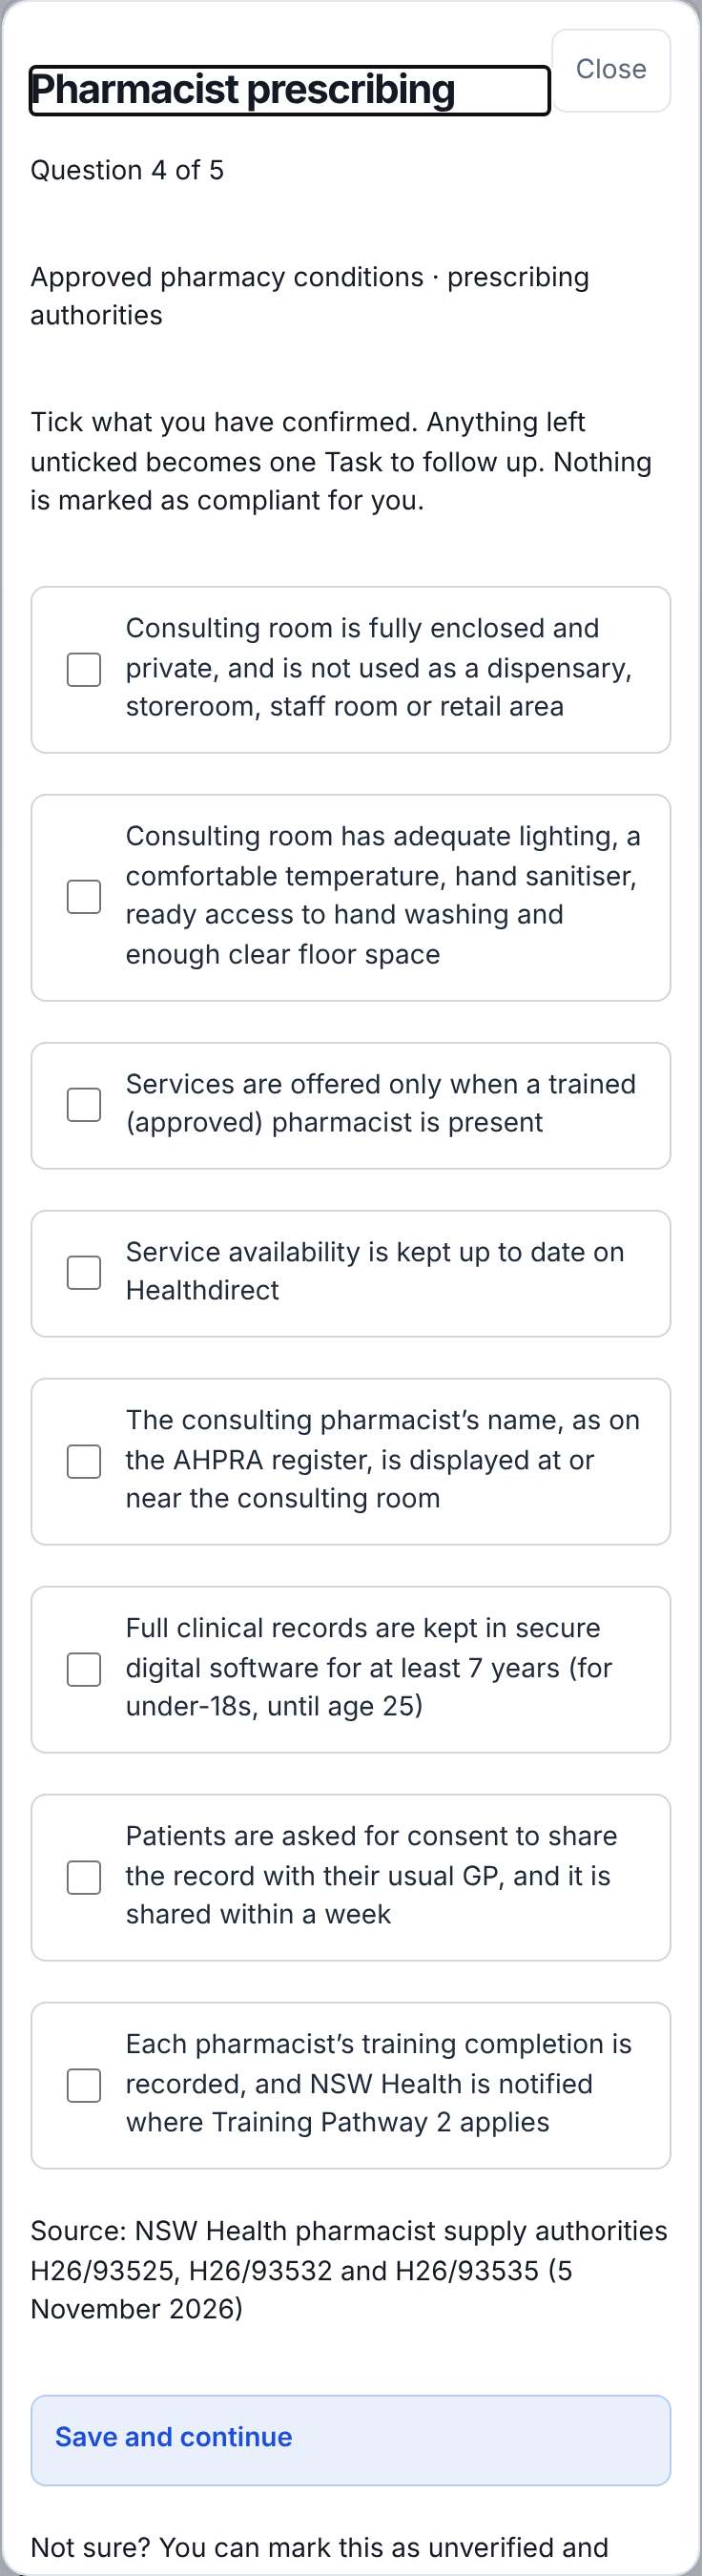 Pharmacist prescribing
Close
Question 4 of 5
Approved pharmacy conditions · prescribing
authorities
Tick what you have confirmed. Anything left
unticked becomes one Task to follow up. Nothing
is marked as compliant for you.
Consulting room is fully enclosed and
private, and is not used as a dispensary,
storeroom, staff room or retail area
Consulting room has adequate lighting, a
comfortable temperature, hand sanitiser,
ready access to hand washing and
enough clear floor space
Services are offered only when a trained
(approved) pharmacist is present
Service availability is kept up to date on
Healthdirect
The consulting pharmacist’s name, as on
the AHPRA register, is displayed at or
near the consulting room
Full clinical records are kept in secure
digital software for at least 7 years (for
under-18s, until age 25)
Patients are asked for consent to share
the record with their usual GP, and it is
shared within a week
Each pharmacist’s training completion is
recorded, and NSW Health is notified
where Training Pathway 2 applies
Source: NSW Health pharmacist supply authorities
H26/93525, H26/93532 and H26/93535 (5
November 2026)
Save and continue
Not sure? You can mark this as unverified and